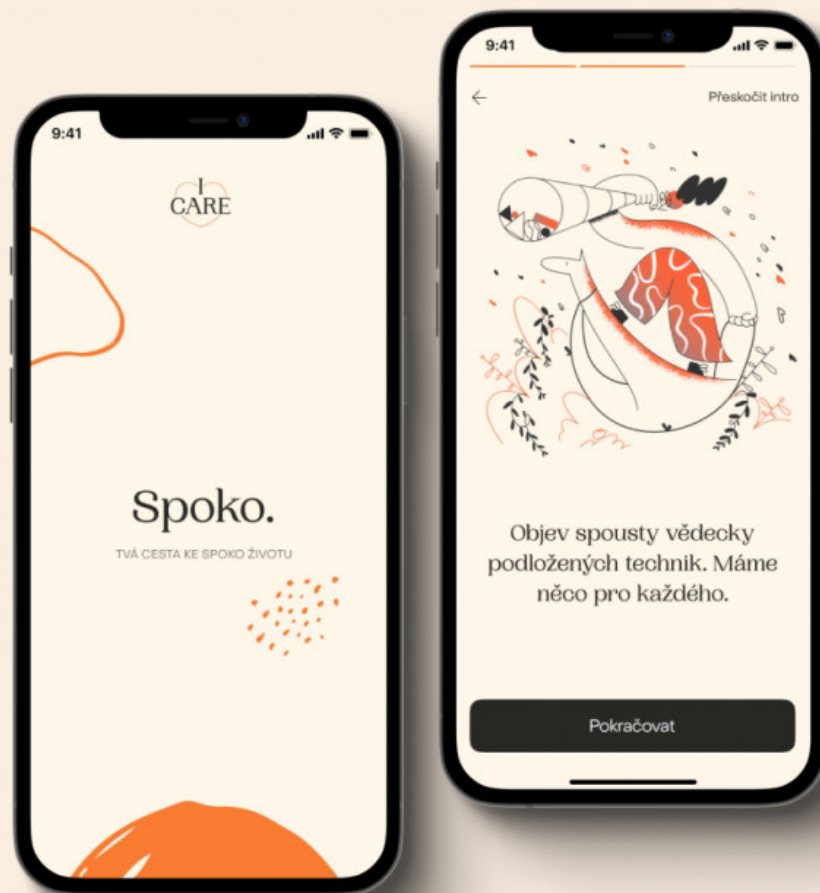 9:41
I
CARE
Spoko.
TVÁ CESTA KE SPOKO ŽIVOTU
9:41
Přeskočit intro
Objev spousty vědecky
podložených technik. Máme
něco pro každého.
Pokračovat